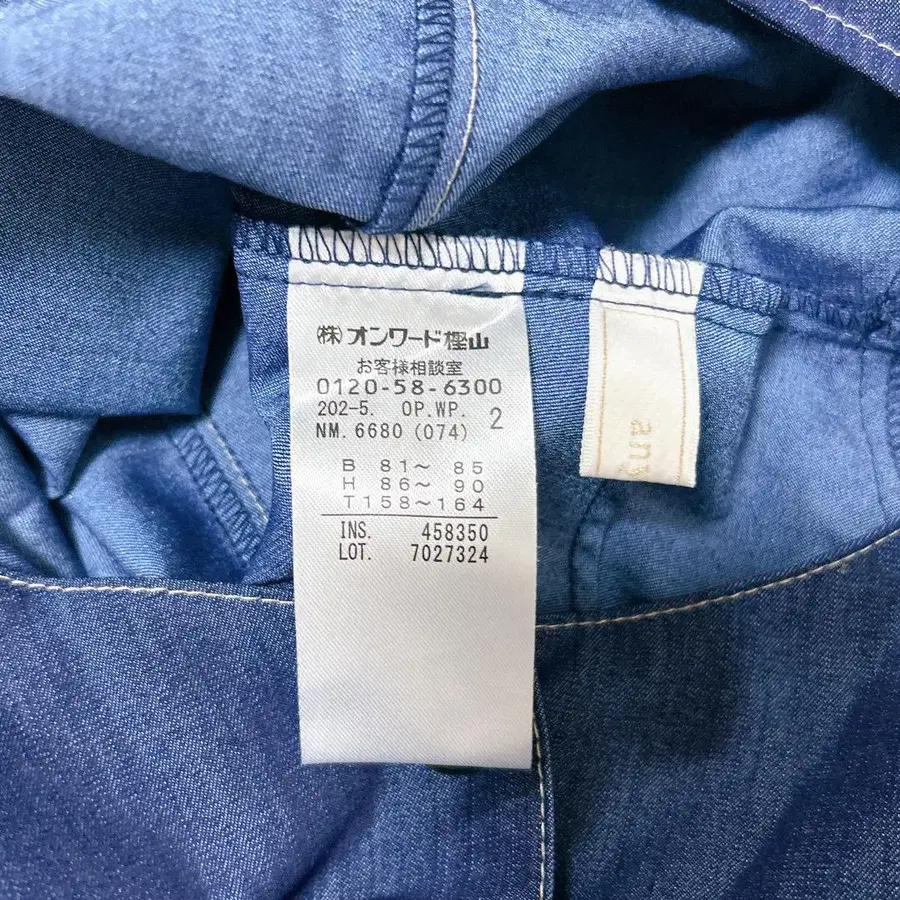 (株)オンワード樫山
お客様相談室
0120-58-6300
202-5. OP.WP. 2
NM. 6680 (074)
B 81〜 85
H 86〜 90
T158〜164
INS. 458350
LOT. 7027324
any